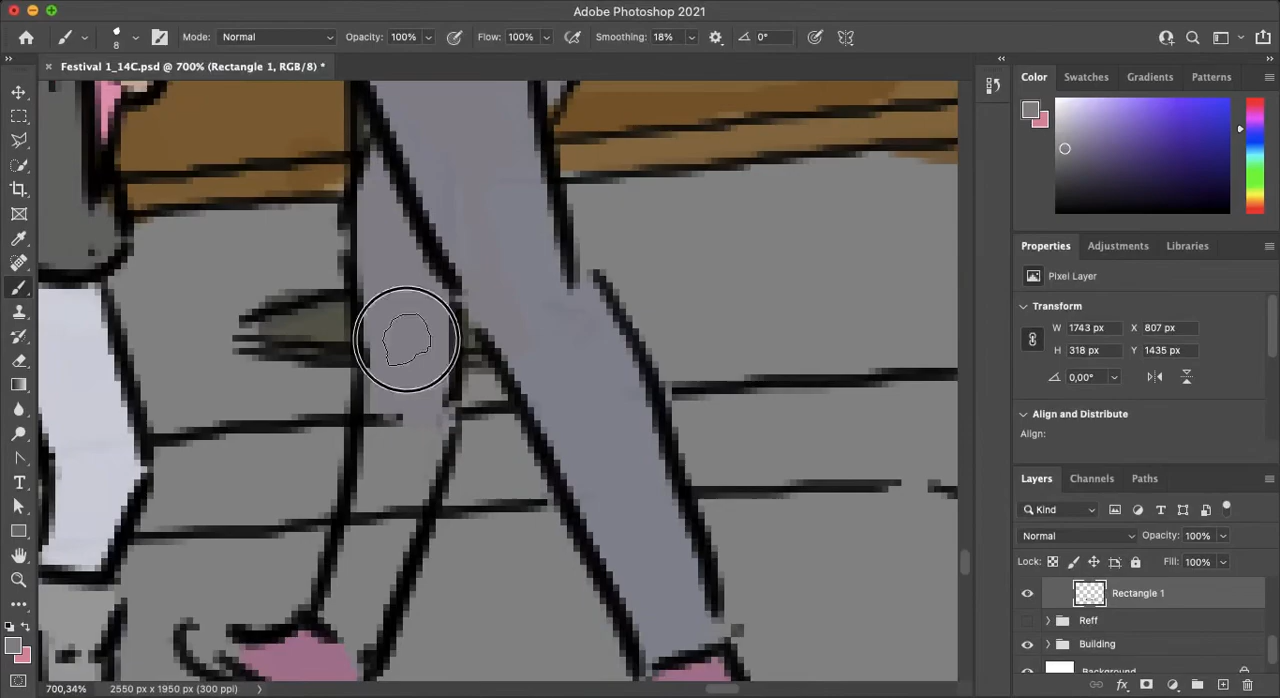 Adobe Photoshop 2021
8 Mode: Normal Opacity: 100% Flow: 100% Smoothing: 18% 0°
Festival 1_14C.psd @ 700% (Rectangle 1, RGB/8) *
Color Swatches Gradients Patterns
Properties Adjustments Libraries
Pixel Layer
Transform
W 1743 px X 807 px
H 318 px Y 1435 px
0,00°
Align and Distribute
Align:
Layers Channels Paths
Kind
Normal Opacity: 100%
Lock: Fill: 100%
Rectangle 1
Reff
Building
Background
700,34% 2550 px x 1950 px (300 ppi)